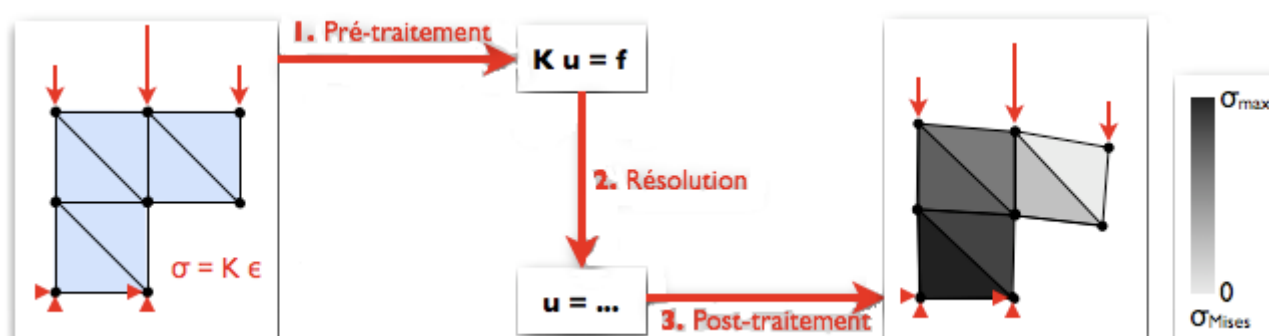 1. Pré-traitement
K u = f
σmax
2. Résolution
σ = K ϵ
u = ...
3. Post-traitement
0
σMises